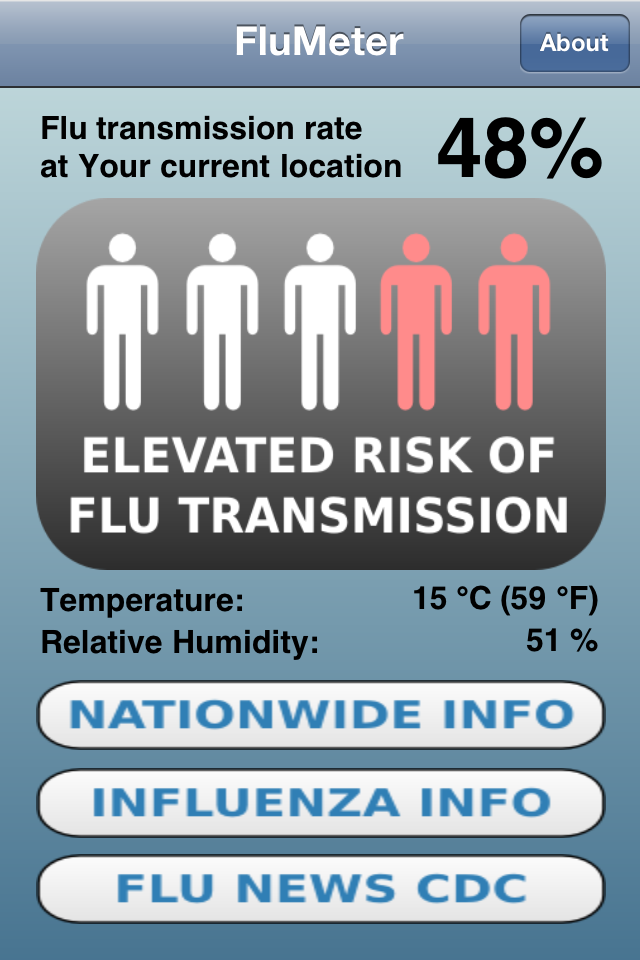 FluMeter
About
Flu transmission rate
at Your current location
48%
ELEVATED RISK OF
FLU TRANSMISSION
Temperature: 15 °C (59 °F)
Relative Humidity: 51 %
NATIONWIDE INFO
INFLUENZA INFO
FLU NEWS CDC